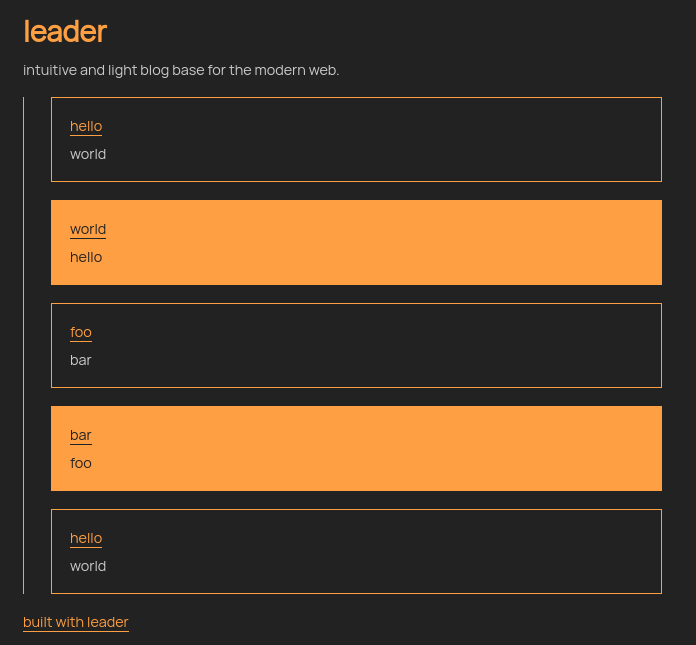 leader
intuitive and light blog base for the modern web.
hello
world
world
hello
foo
bar
bar
foo
hello
world
built with leader